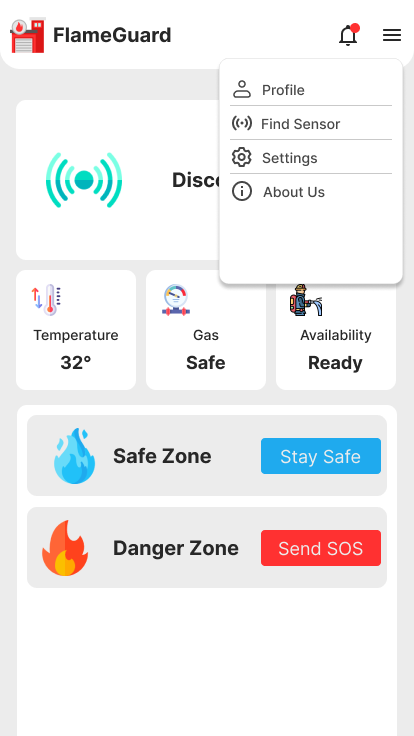 FlameGuard
Profile
Find Sensor
Settings
About Us
Temperature
32°
Gas
Safe
Availability
Ready
Safe Zone
Stay Safe
Danger Zone
Send SOS